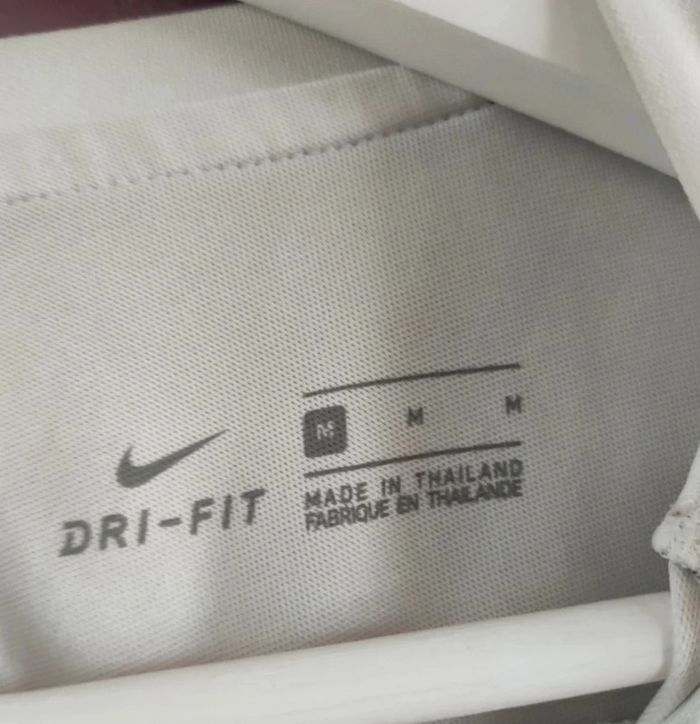 DRI-FIT
M M M
MADE IN THAILAND
FABRIQUE EN THAILANDE